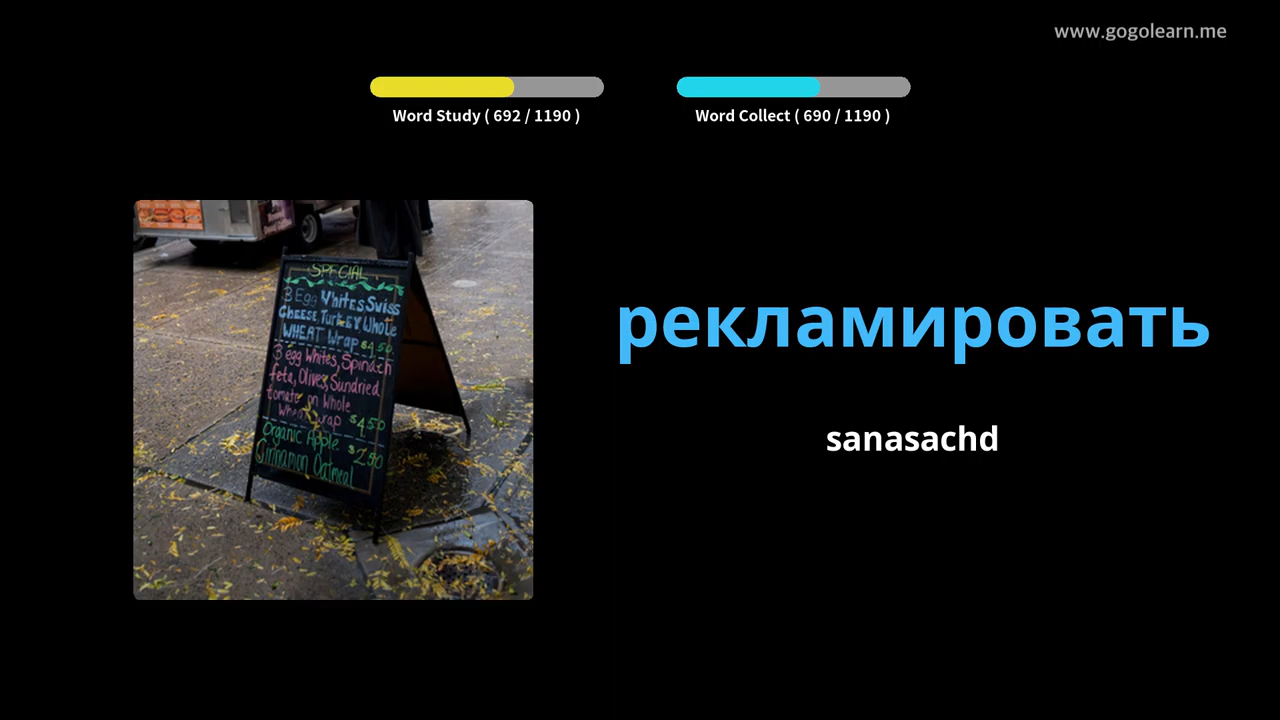 www.gogolearn.me
Word Study ( 692 / 1190 )
Word Collect ( 690 / 1190 )
SPECIAL
3 Egg Whites Swiss
Cheese, Turkey Whole
WHEAT Wrap $4.50
3 egg Whites, Spinach
feta, Olives, Sundried
tomato on Whole
Wheat wrap $4.50
Organic Apple
Cinnamon Oatmeal $2.50
рекламировать
sanasachd